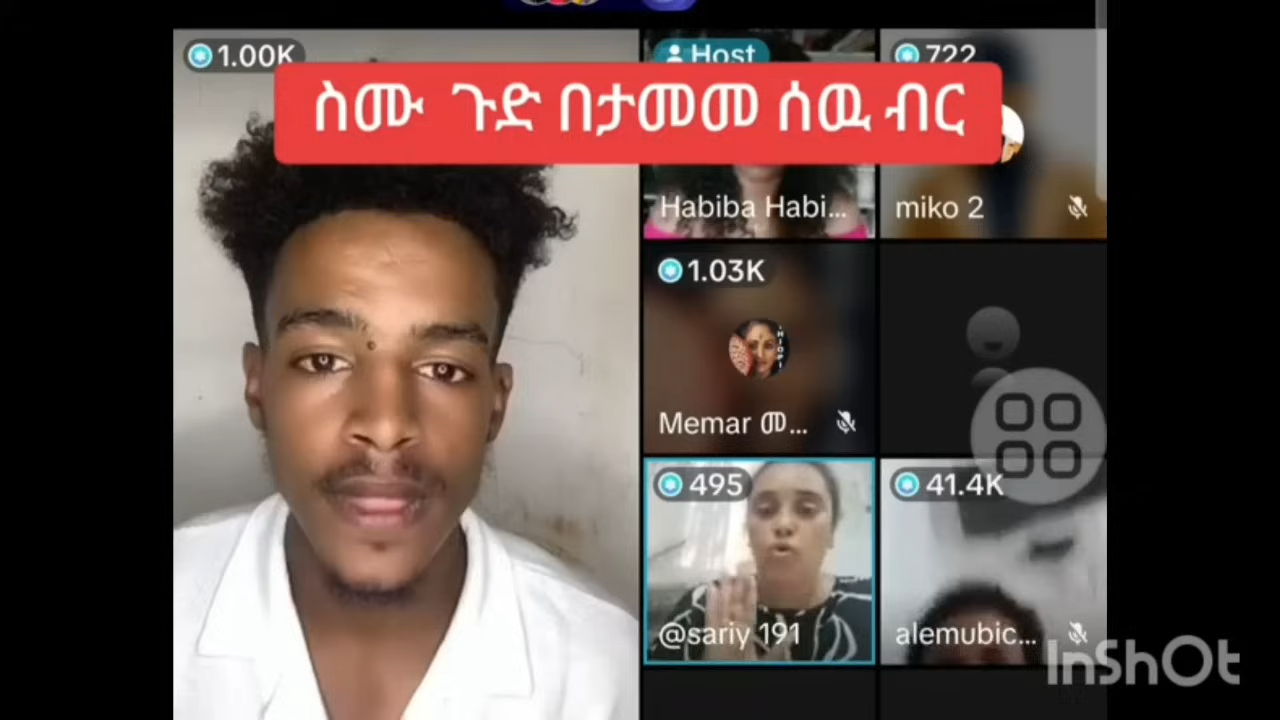 1.00K
Host
722
ስሙ ጉድ በታመመ ሰዉ ብር
Habiba Habi...
miko 2
1.03K
Memar መ...
495
41.4K
@sariy 191
alemubic...
InShOt